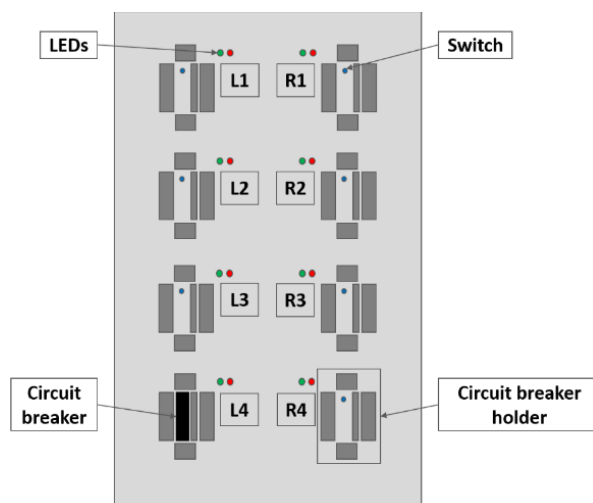 LEDs
Switch
L1
R1
L2
R2
L3
R3
Circuit
breaker
L4
R4
Circuit breaker
holder